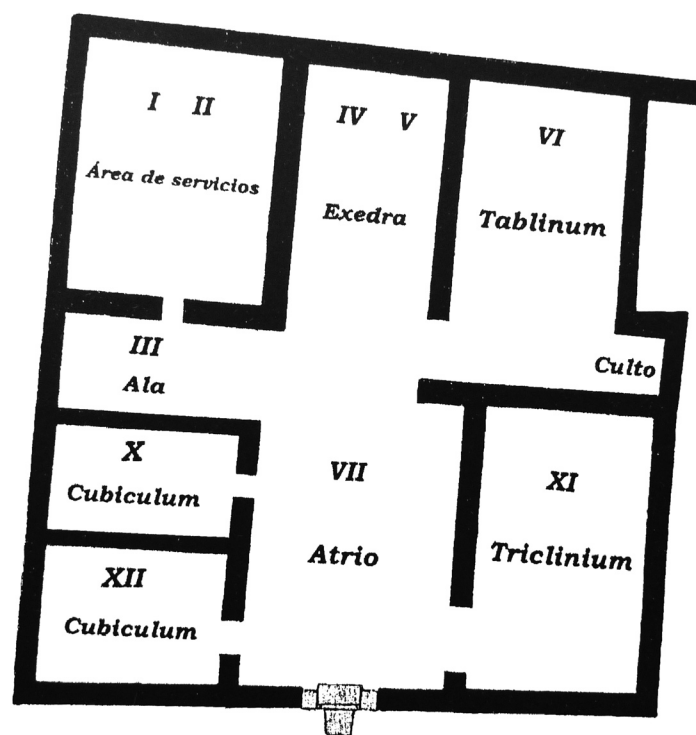 I II
Área de servicios
IV V
Exedra
VI
Tablinum
III
Ala
Culto
X
Cubiculum
VII
Atrio
XI
Triclinium
XII
Cubiculum